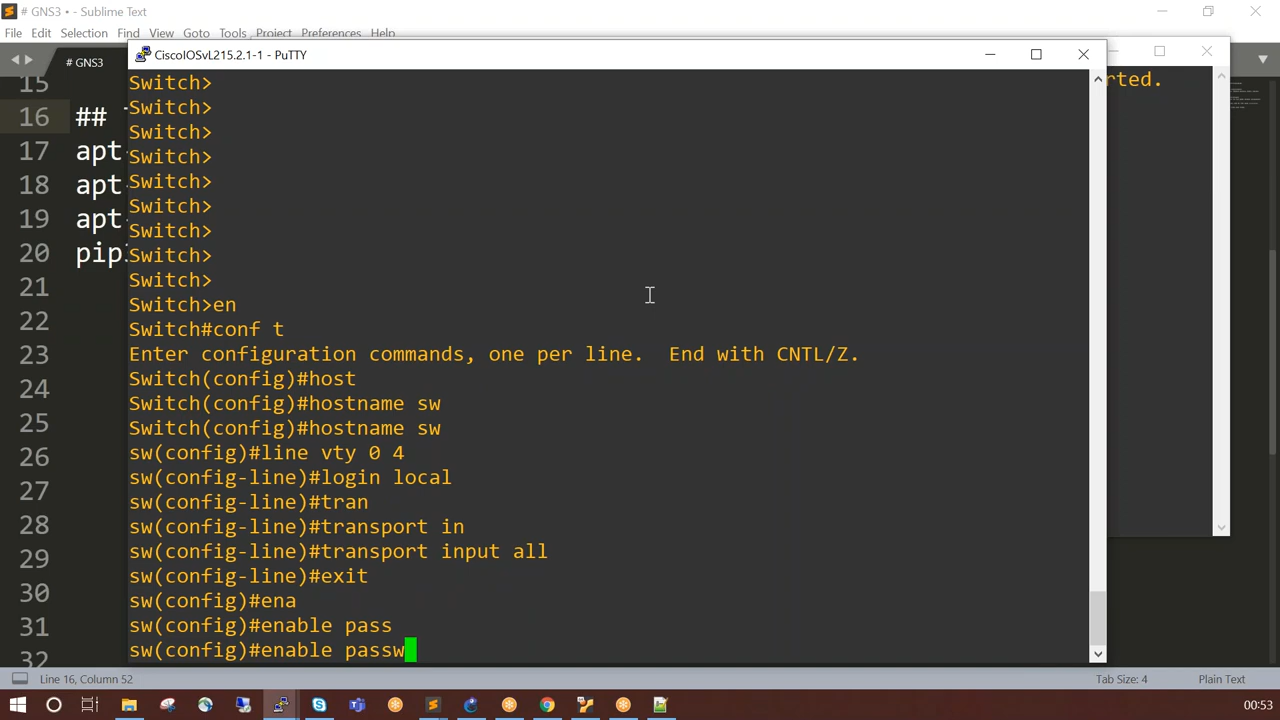 # GNS3 • - Sublime Text
File Edit Selection Find View Goto Tools Project Preferences Help
# GNS3
CiscoIOSvL215.2.1-1 - PuTTY
rted.
15
16 ##
17 apt
18 apt
19 apt
20 pip
21
22
23
24
25
26
27
28
29
30
31
32
Switch>
Switch>
Switch>
Switch>
Switch>
Switch>
Switch>
Switch>
Switch>
Switch>en
Switch#conf t
Enter configuration commands, one per line.  End with CNTL/Z.
Switch(config)#host
Switch(config)#hostname sw
Switch(config)#hostname sw
sw(config)#line vty 0 4
sw(config-line)#login local
sw(config-line)#tran
sw(config-line)#transport in
sw(config-line)#transport input all
sw(config-line)#exit
sw(config)#ena
sw(config)#enable pass
sw(config)#enable passw
Line 16, Column 52
Tab Size: 4
Plain Text
00:53